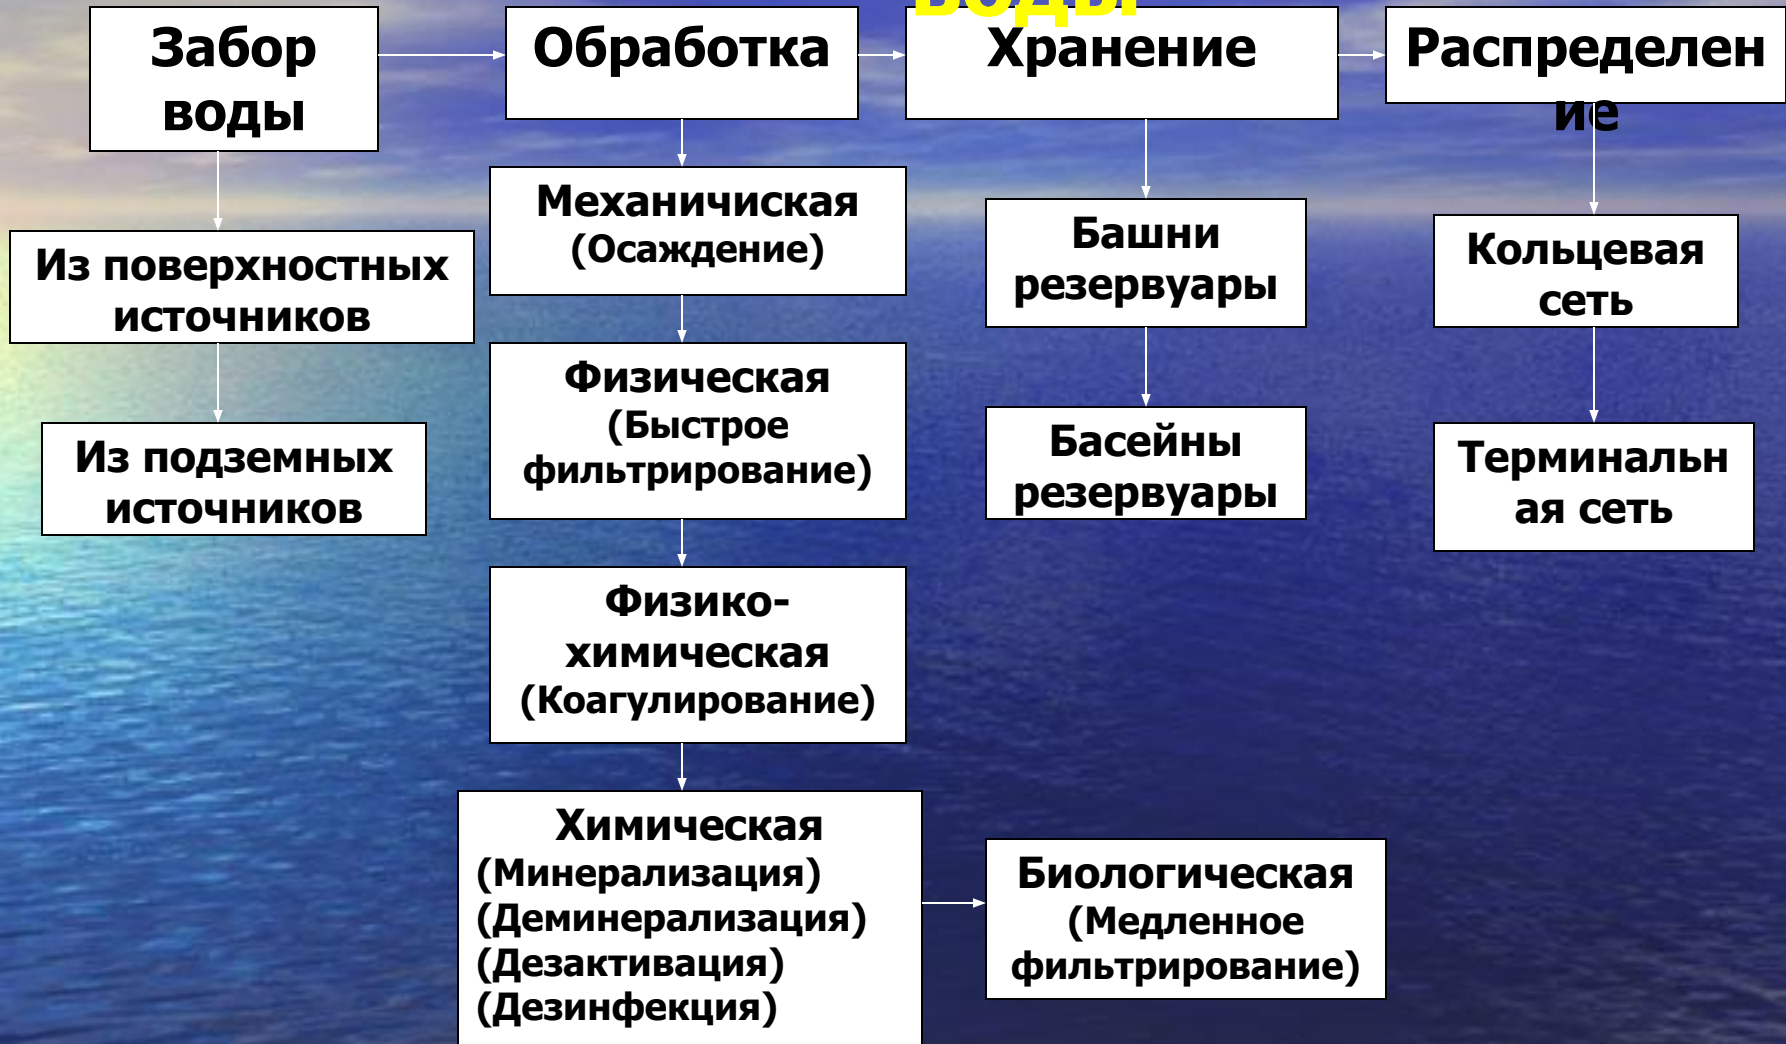 воды
Забор
воды
Обработка
Хранение
Распределен
ие
Из поверхностных
источников
Из подземных
источников
Механичиская
(Осаждение)
Физическая
(Быстрое
фильтрирование)
Физико-
химическая
(Коагулирование)
Химическая
(Минерализация)
(Деминерализация)
(Дезактивация)
(Дезинфекция)
Биологическая
(Медленное
фильтрирование)
Башни
резервуары
Басейны
резервуары
Кольцевая
сеть
Терминальн
ая сеть